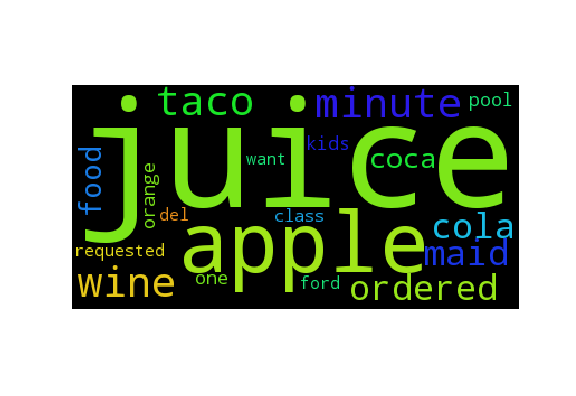 juice
taco
minute
pool
kids
want
coca
food
orange
del
class
cola
apple
maid
requested
wine
one
ford
ordered